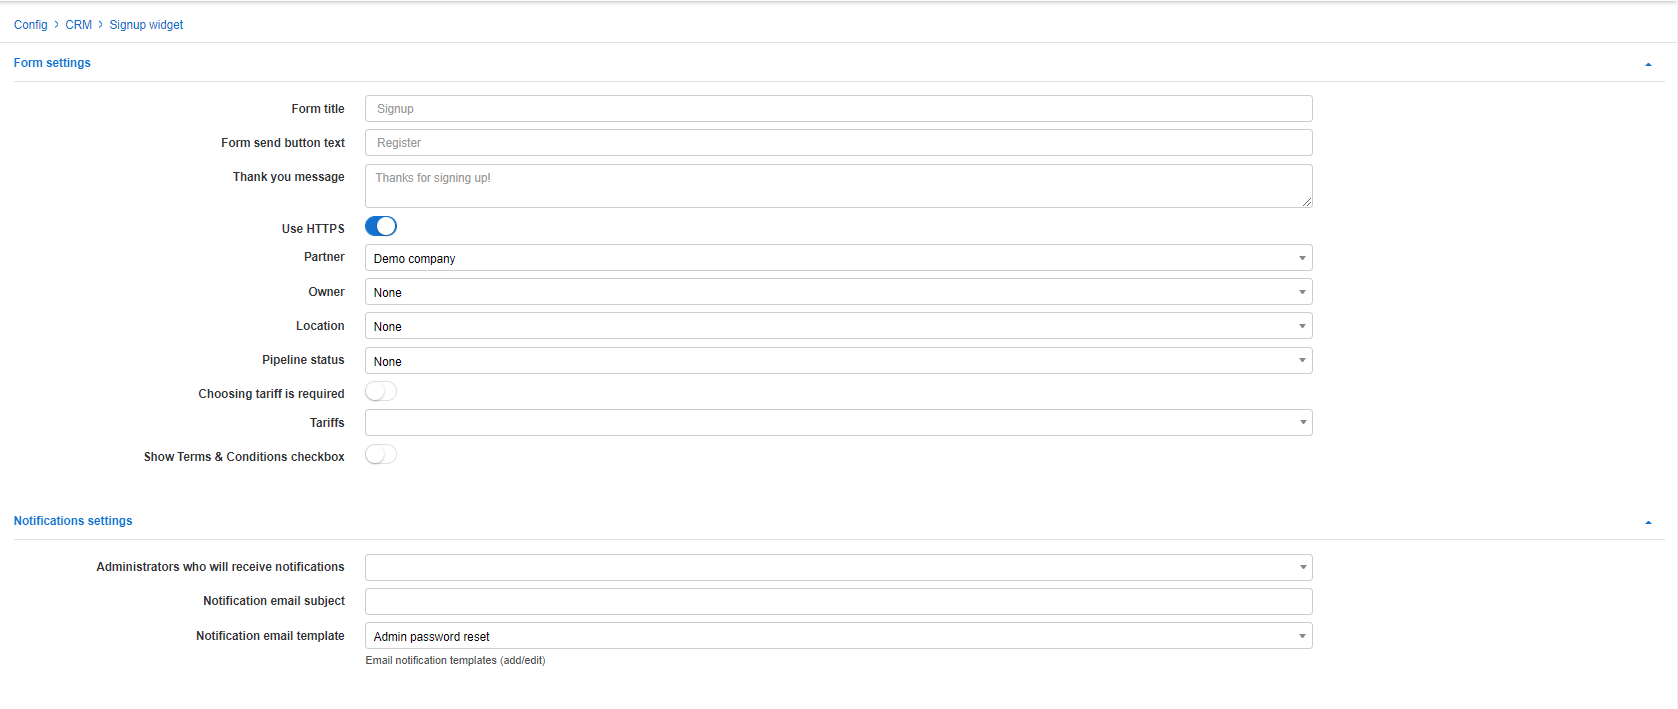 Config > CRM > Signup widget
Form settings
Form title Signup
Form send button text Register
Thank you message Thanks for signing up!
Use HTTPS
Partner Demo company
Owner None
Location None
Pipeline status None
Choosing tariff is required
Tariffs
Show Terms & Conditions checkbox
Notifications settings
Administrators who will receive notifications
Notification email subject
Notification email template Admin password reset
Email notification templates (add/edit)